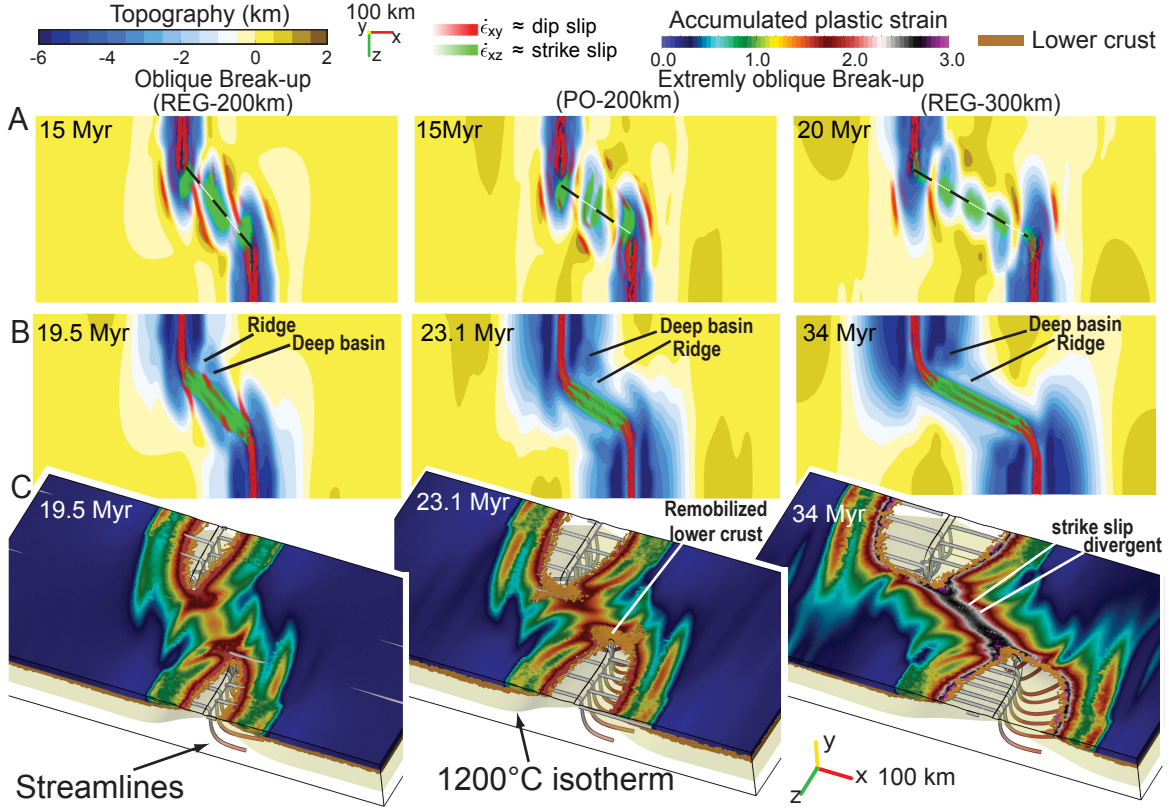 Topography (km)
-6 -4 -2 0 2
100 km
y
x
z
ε̇xy ≈ dip slip
ε̇xz ≈ strike slip
Accumulated plastic strain
0.0 1.0 2.0 3.0
Lower crust
Oblique Break-up
(REG-200km)
(PO-200km)
Extremly oblique Break-up
(REG-300km)
A
15 Myr
15Myr
20 Myr
B
19.5 Myr
Ridge
Deep basin
23.1 Myr
Deep basin
Ridge
34 Myr
Deep basin
Ridge
C
19.5 Myr
23.1 Myr
Remobilized
lower crust
34 Myr
strike slip
divergent
Streamlines
1200°C isotherm
y
x 100 km
z